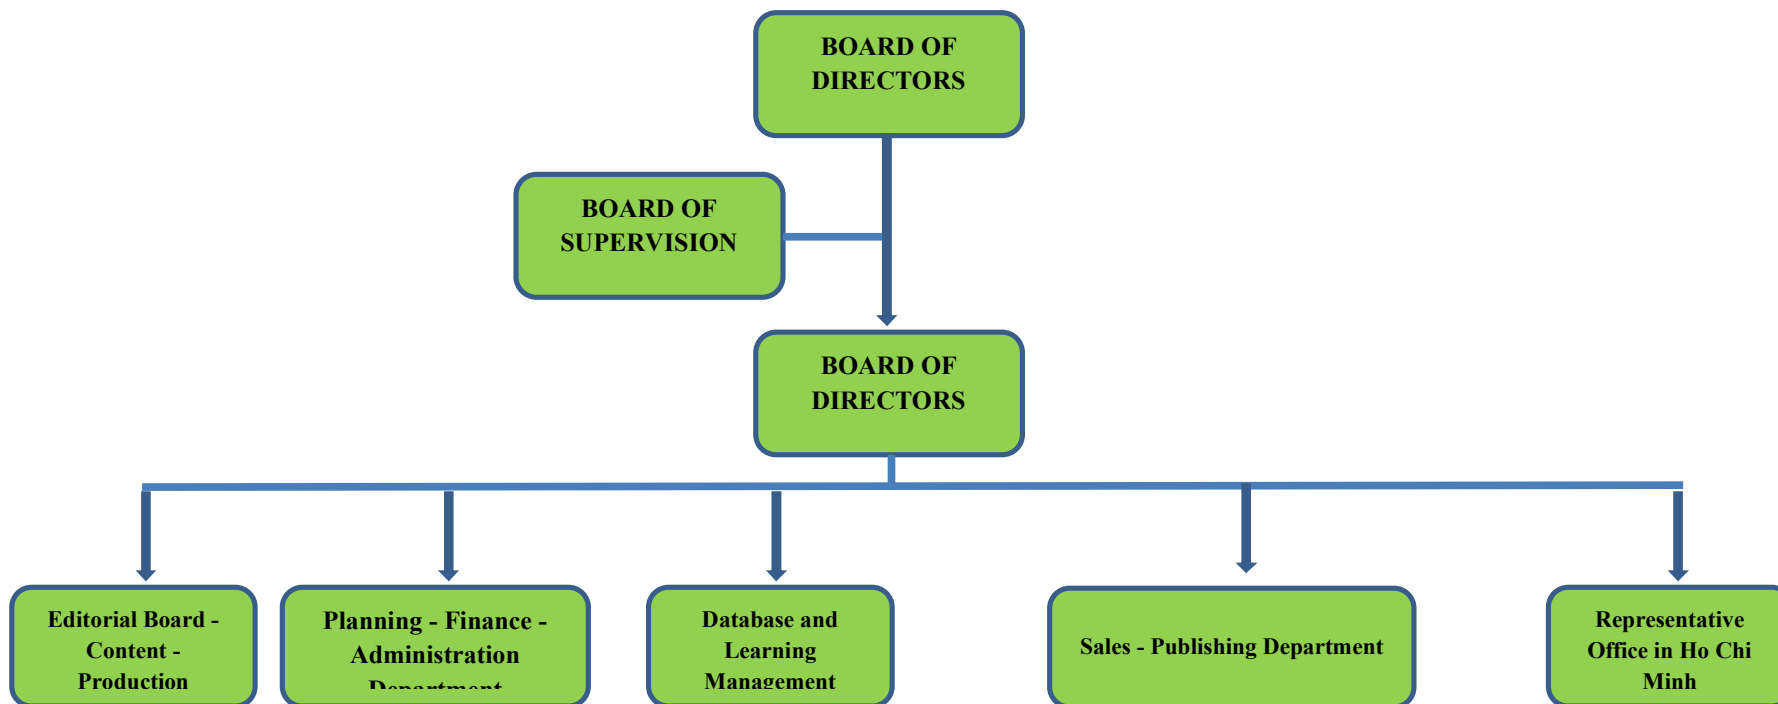 BOARD OF
DIRECTORS
BOARD OF
SUPERVISION
BOARD OF
DIRECTORS
Editorial Board -
Content -
Production
Planning - Finance -
Administration
Department
Database and
Learning
Management
Sales - Publishing Department
Representative
Office in Ho Chi
Minh